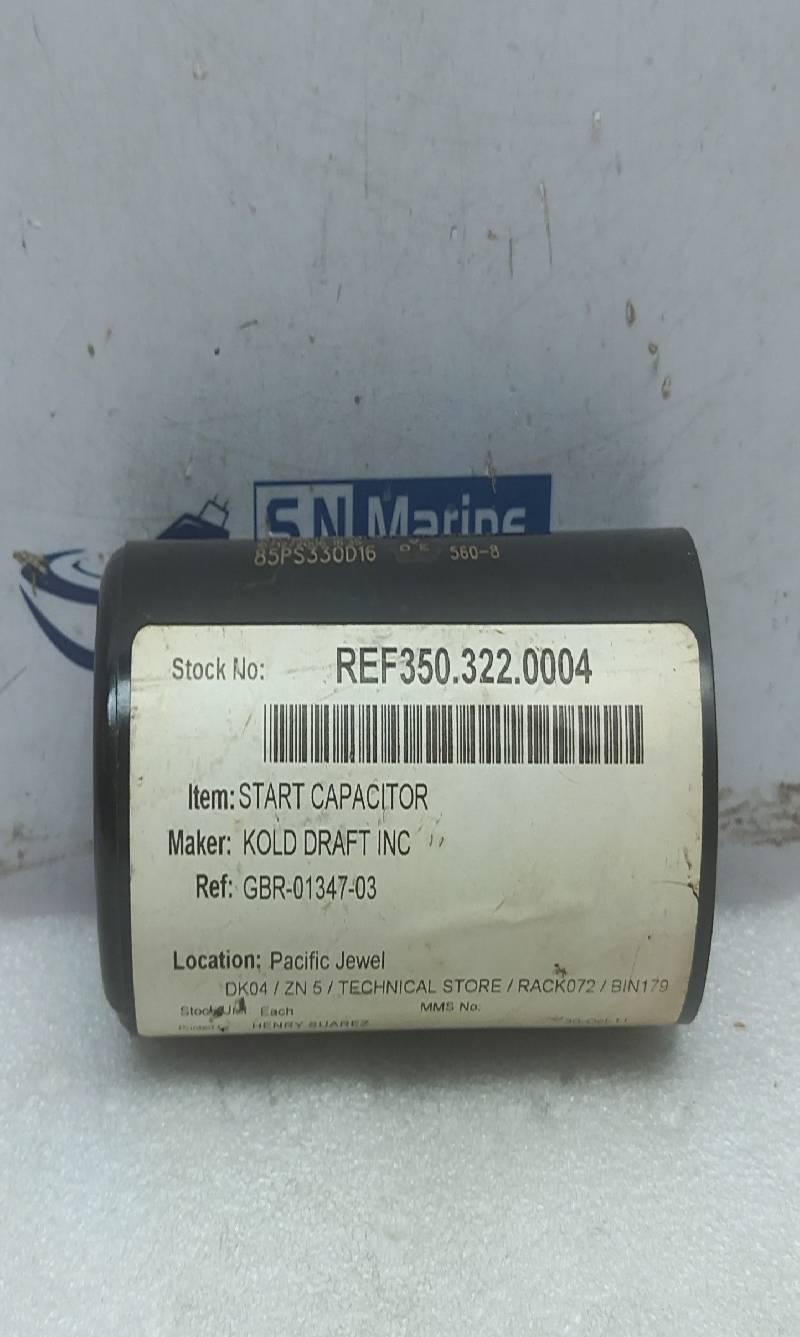 SN Marine
85PS330D16 560-8
Stock No: REF350.322.0004
Item: START CAPACITOR
Maker: KOLD DRAFT INC
Ref: GBR-01347-03
Location: Pacific Jewel
DK04 / ZN 5 / TECHNICAL STORE / RACK072 / BIN179
Each MMS No:
HENRY SUAREZ